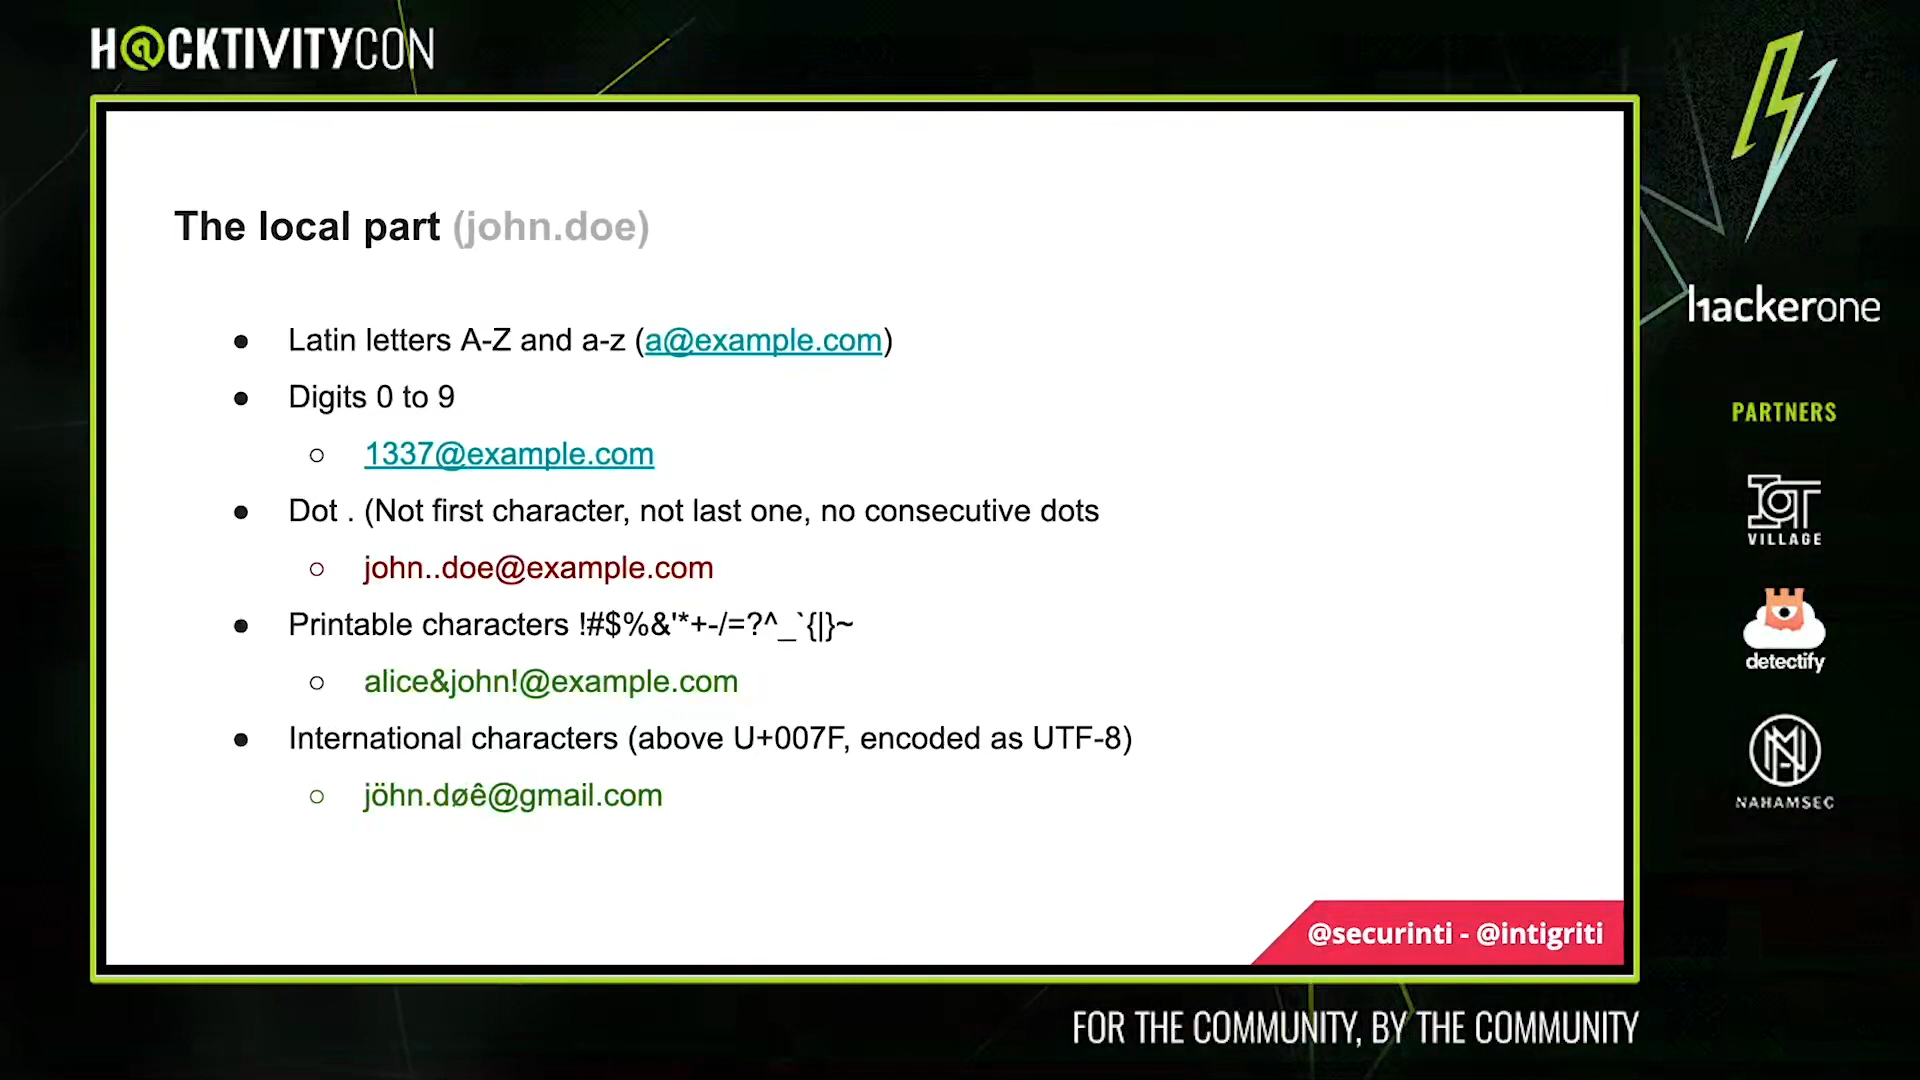 H@CKTIVITYCON
The local part (john.doe)
● Latin letters A-Z and a-z (a@example.com)
● Digits 0 to 9
○ 1337@example.com
● Dot . (Not first character, not last one, no consecutive dots
○ john..doe@example.com
● Printable characters !#$%&'*+-/=?^_`{|}~
○ alice&john!@example.com
● International characters (above U+007F, encoded as UTF-8)
○ jöhn.døê@gmail.com
@securinti - @intigriti
hackerone
PARTNERS
IOT
VILLAGE
detectify
NAHAMSEC
FOR THE COMMUNITY, BY THE COMMUNITY